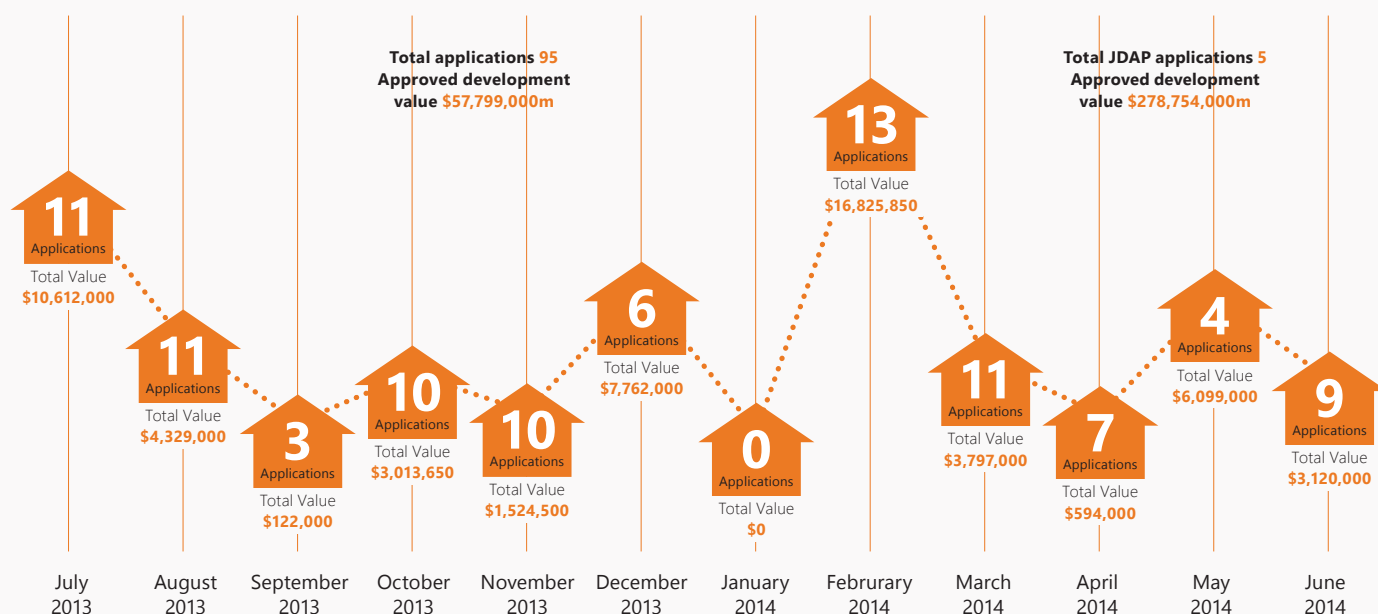 Total applications 95
Approved development
value $57,799,000m
Total JDAP applications 5
Approved development
value $278,754,000m
11
Applications
Total Value
$10,612,000
11
Applications
Total Value
$4,329,000
3
Applications
Total Value
$122,000
10
Applications
Total Value
$3,013,650
10
Applications
Total Value
$1,524,500
6
Applications
Total Value
$7,762,000
0
Applications
Total Value
$0
13
Applications
Total Value
$16,825,850
11
Applications
Total Value
$3,797,000
7
Applications
Total Value
$594,000
4
Applications
Total Value
$6,099,000
9
Applications
Total Value
$3,120,000
July
2013
August
2013
September
2013
October
2013
November
2013
December
2013
January
2014
Februrary
2014
March
2014
April
2014
May
2014
June
2014